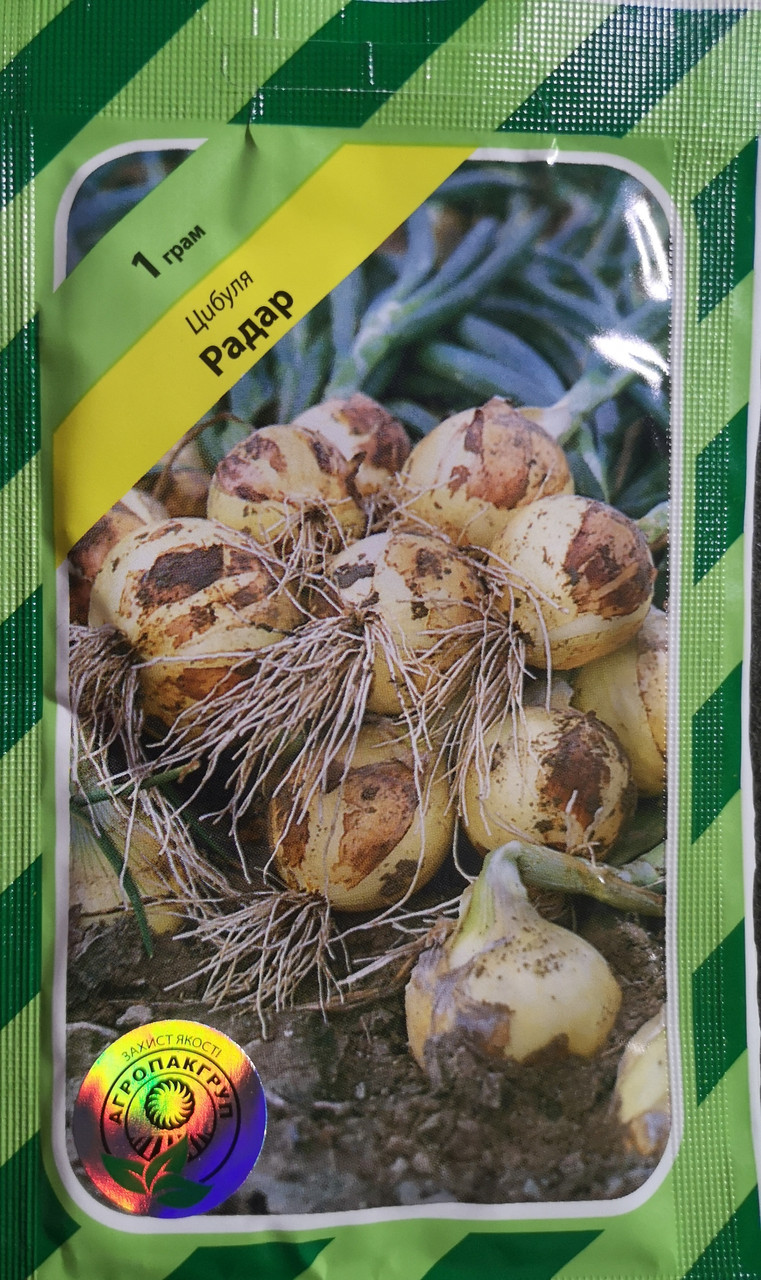 1 грам
Цибуля
Радар
ЗАХИСТ ЯКОСТІ
АГРОПАКГРУП